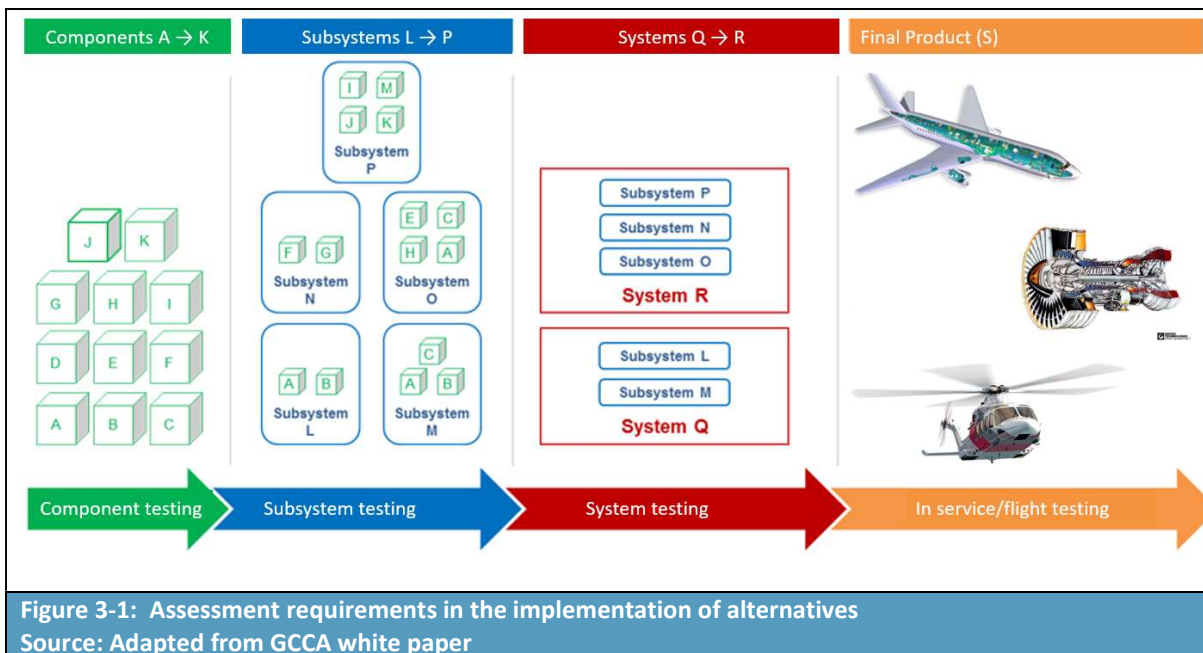 Components A → K
Subsystems L → P
Systems Q → R
Final Product (S)
J K
G H I
D E F
A B C
I M
J K
Subsystem
P
F G
Subsystem
N
E C
H A
Subsystem
O
A B
Subsystem
L
C
A B
Subsystem
M
Subsystem P
Subsystem N
Subsystem O
System R
Subsystem L
Subsystem M
System Q
Component testing
Subsystem testing
System testing
In service/flight testing
Figure 3-1: Assessment requirements in the implementation of alternatives
Source: Adapted from GCCA white paper